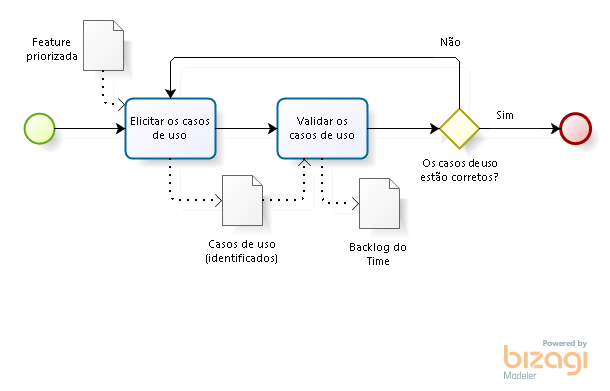 Feature
priorizada
Não
Elicitar os casos
de uso
Validar os
casos de uso
Sim
Os casos de uso
estão corretos?
Casos de uso
(identificados)
Backlog do
Time
Powered by
bizagi
Modeler